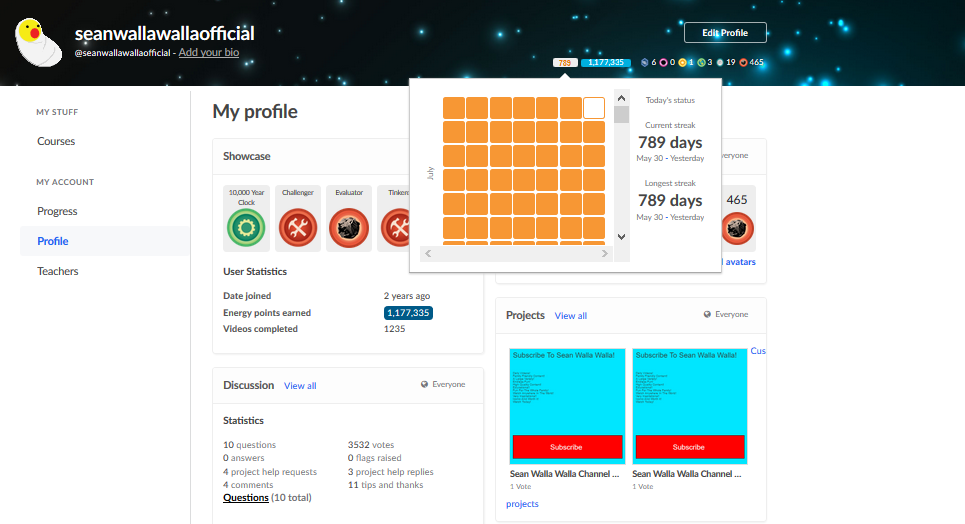 seanwallawallaofficial
@seanwallawallaofficial - Add your bio
Edit Profile
789 1,177,335 6 0 1 3 19 465
MY STUFF
Courses
MY ACCOUNT
Progress
Profile
Teachers
My profile
Showcase
10,000 Year
Clock
Challenger
Evaluator
July
Today's status
Current streak
789 days
May 30 - Yesterday
Longest streak
789 days
May 30 - Yesterday
veryone
465
avatars
User Statistics
Date joined 2 years ago
Energy points earned 1,177,335
Videos completed 1235
Discussion View all Everyone
Statistics
10 questions 3532 votes
0 answers 0 flags raised
4 project help requests 3 project help replies
4 comments 11 tips and thanks
Questions (10 total)
Projects View all Everyone
Subscribe To Sean Walla Walla!
Subscribe
Sean Walla Walla Channel ...
1 Vote
Subscribe To Sean Walla Walla!
Subscribe
Sean Walla Walla Channel ...
1 Vote
Cus
projects